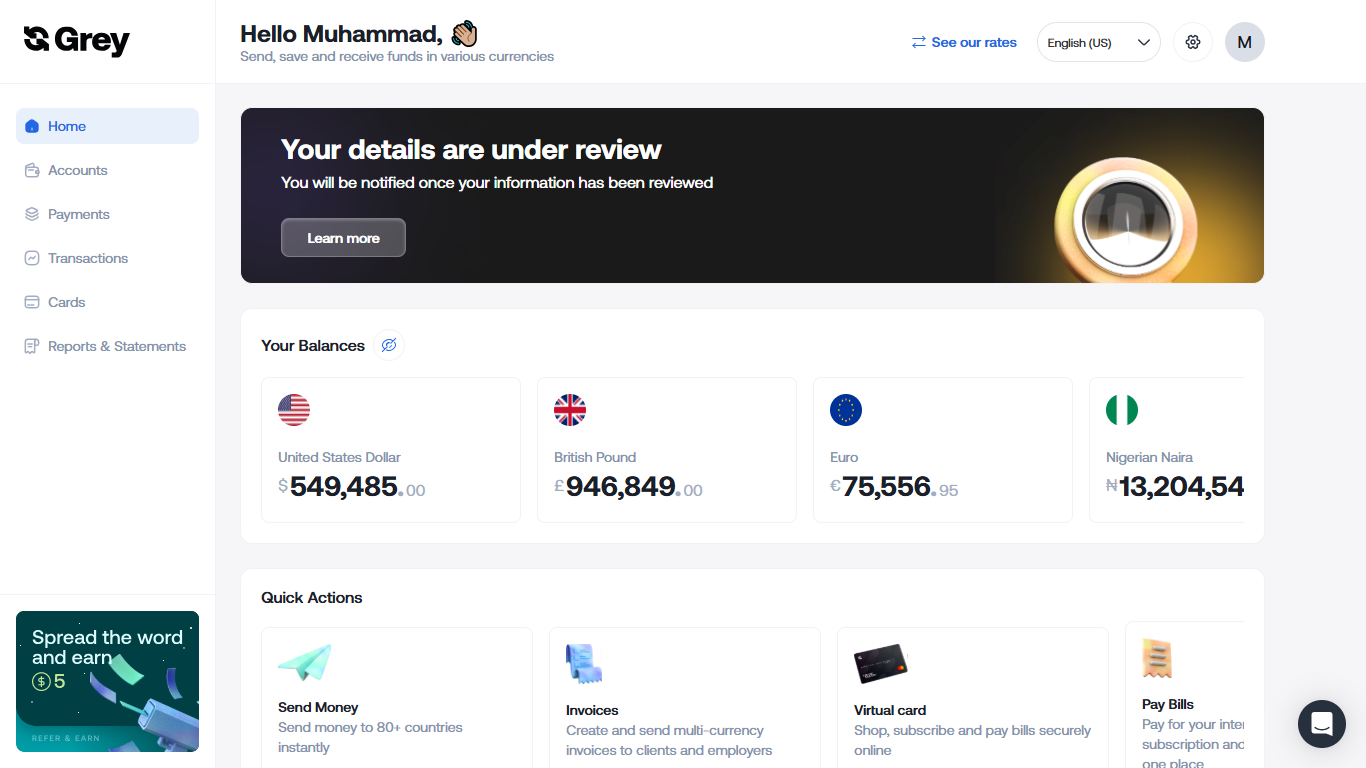 Grey
Hello Muhammad,
Send, save and receive funds in various currencies
See our rates
English (US)
M
Home
Accounts
Payments
Transactions
Cards
Reports & Statements
Your details are under review
You will be notified once your information has been reviewed
Learn more
Your Balances
United States Dollar
$549,485.00
British Pound
£946,849.00
Euro
€75,556.95
Nigerian Naira
₦13,204,54
Quick Actions
Send Money
Send money to 80+ countries
instantly
Invoices
Create and send multi-currency
invoices to clients and employers
Virtual card
Shop, subscribe and pay bills securely
online
Pay Bills
Pay for your inter
subscription and
one place
Spread the word
and earn
$ 5
REFER & EARN